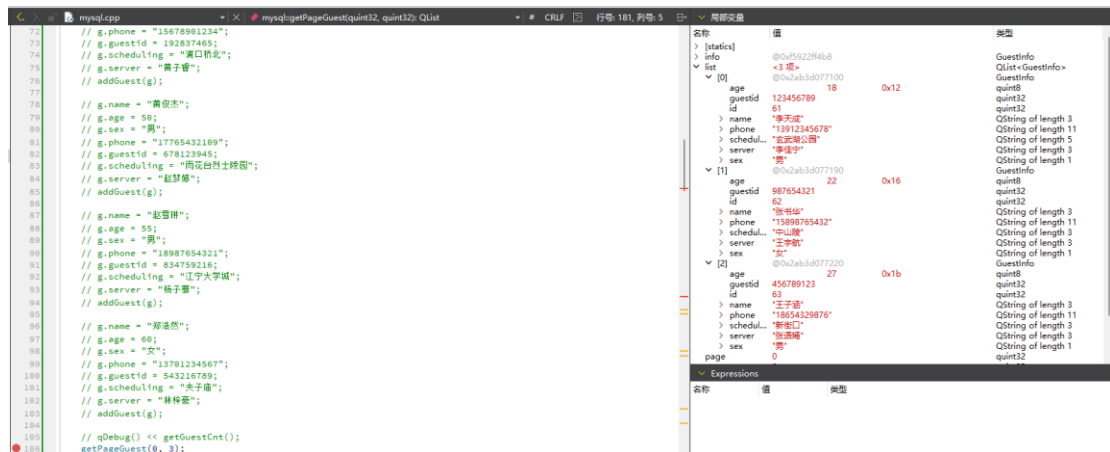 mysql.cpp
mysql::getPageGuest(quint32, quint32): QList
#
CRLF
行号: 181, 列号: 5
72 // g.phone = "15678901234";
73 // g.guestid = 192837465;
74 // g.scheduling = "浦口桥北";
75 // g.server = "黄子睿";
76 // addGuest(g);
77
78 // g.name = "黄俊杰";
79 // g.age = 50;
80 // g.sex = "男";
81 // g.phone = "17765432109";
82 // g.guestid = 678123945;
83 // g.scheduling = "雨花台烈士陵园";
84 // g.server = "赵梦婷";
85 // addGuest(g);
86
87 // g.name = "赵雪琳";
88 // g.age = 55;
89 // g.sex = "男";
90 // g.phone = "18987654321";
91 // g.guestid = 834759216;
92 // g.scheduling = "江宁大学城";
93 // g.server = "杨子骞";
94 // addGuest(g);
95
96 // g.name = "郑浩然";
97 // g.age = 60;
98 // g.sex = "女";
99 // g.phone = "13701234567";
100 // g.guestid = 543216789;
101 // g.scheduling = "夫子庙";
102 // g.server = "林梓豪";
103 // addGuest(g);
104
105 // qDebug() << getGuestCnt();
106 getPageGuest(0, 3);
局部变量
名称 值 类型
[statics]
info @0xf5922ff4b8 GuestInfo
list <3 项> QList<GuestInfo>
[0] @0x2ab3d077100 GuestInfo
age 18 0x12 quint8
guestid 123456789 quint32
id 61 quint32
name "李天成" QString of length 3
phone "13912345678" QString of length 11
schedul... "玄武湖公园" QString of length 5
server "李佳宁" QString of length 3
sex "男" QString of length 1
[1] @0x2ab3d077190 GuestInfo
age 22 0x16 quint8
guestid 987654321 quint32
id 62 quint32
name "张书华" QString of length 3
phone "15898765432" QString of length 11
schedul... "中山陵" QString of length 3
server "王宇航" QString of length 3
sex "女" QString of length 1
[2] @0x2ab3d077220 GuestInfo
age 27 0x1b quint8
guestid 456789123 quint32
id 63 quint32
name "王子涵" QString of length 3
phone "18654329876" QString of length 11
schedul... "新街口" QString of length 3
server "张语嫣" QString of length 3
sex "男" QString of length 1
page 0 quint32
Expressions
名称 值 类型